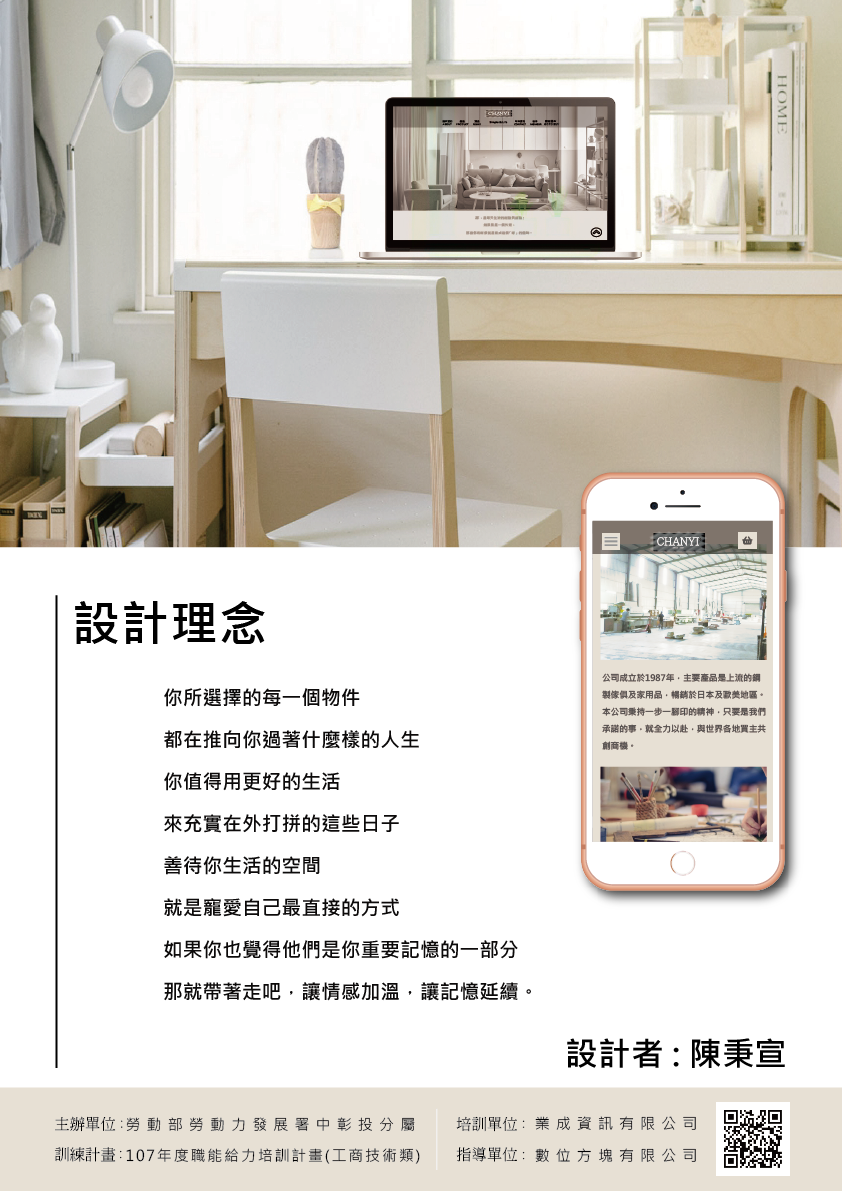 HOME
CHANYI
CHANYI
公司成立於1987年，主要產品是上流的鋼
製傢俱及家用品，暢銷於日本及歐美地區。
本公司秉持一步一腳印的精神，只要是我們
承諾的事，就全力以赴，與世界各地買主共
創商機。
設計理念
你所選擇的每一個物件
都在推向你過著什麼樣的人生
你值得用更好的生活
來充實在外打拼的這些日子
善待你生活的空間
就是寵愛自己最直接的方式
如果你也覺得他們是你重要記憶的一部分
那就帶著走吧，讓情感加溫，讓記憶延續。
設計者：陳秉宣
主辦單位：勞動部勞動力發展署中彰投分屬
訓練計畫：107年度職能給力培訓計畫(工商技術類)
培訓單位：業成資訊有限公司
指導單位：數位方塊有限公司